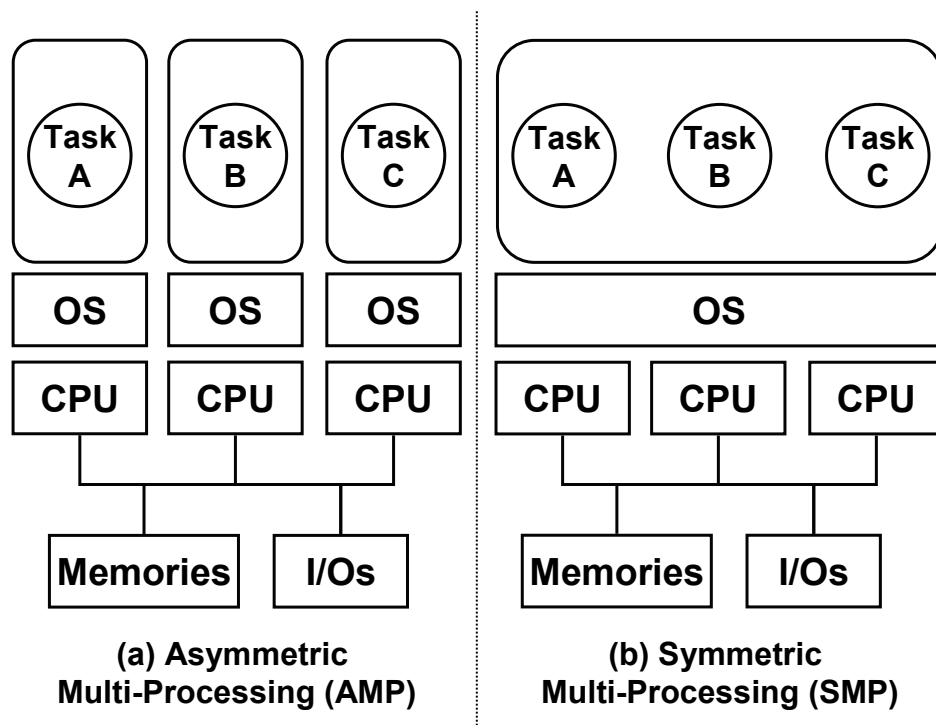 Task
A
Task
B
Task
C
OS
OS
OS
CPU
CPU
CPU
Memories
I/Os
(a) Asymmetric
Multi-Processing (AMP)
Task
A
Task
B
Task
C
OS
CPU
CPU
CPU
Memories
I/Os
(b) Symmetric
Multi-Processing (SMP)